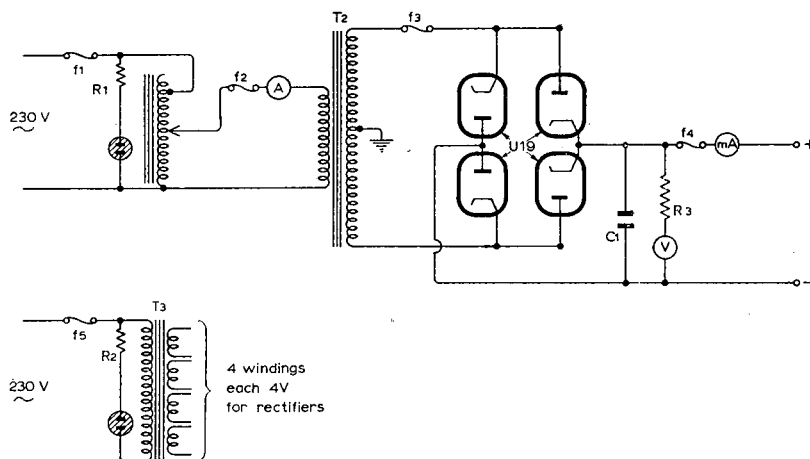 T2
f3
f1
R1
f2
A
230 V
U19
f4
mA
+
R3
C1
V
−
T3
f5
R2
4 windings
each 4V
for rectifiers
230 V